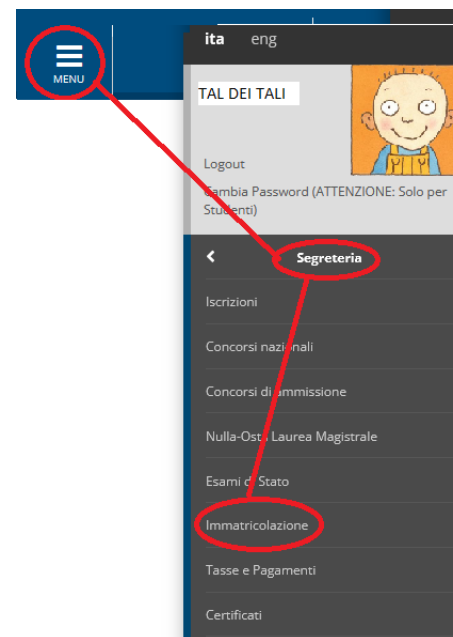 ita eng
MENU
TAL DEI TALI
Logout
Cambia Password (ATTENZIONE: Solo per
Studenti)
Segreteria
Iscrizioni
Concorsi nazionali
Concorsi di ammissione
Nulla-Osta Laurea Magistrale
Esami di Stato
Immatricolazione
Tasse e Pagamenti
Certificati